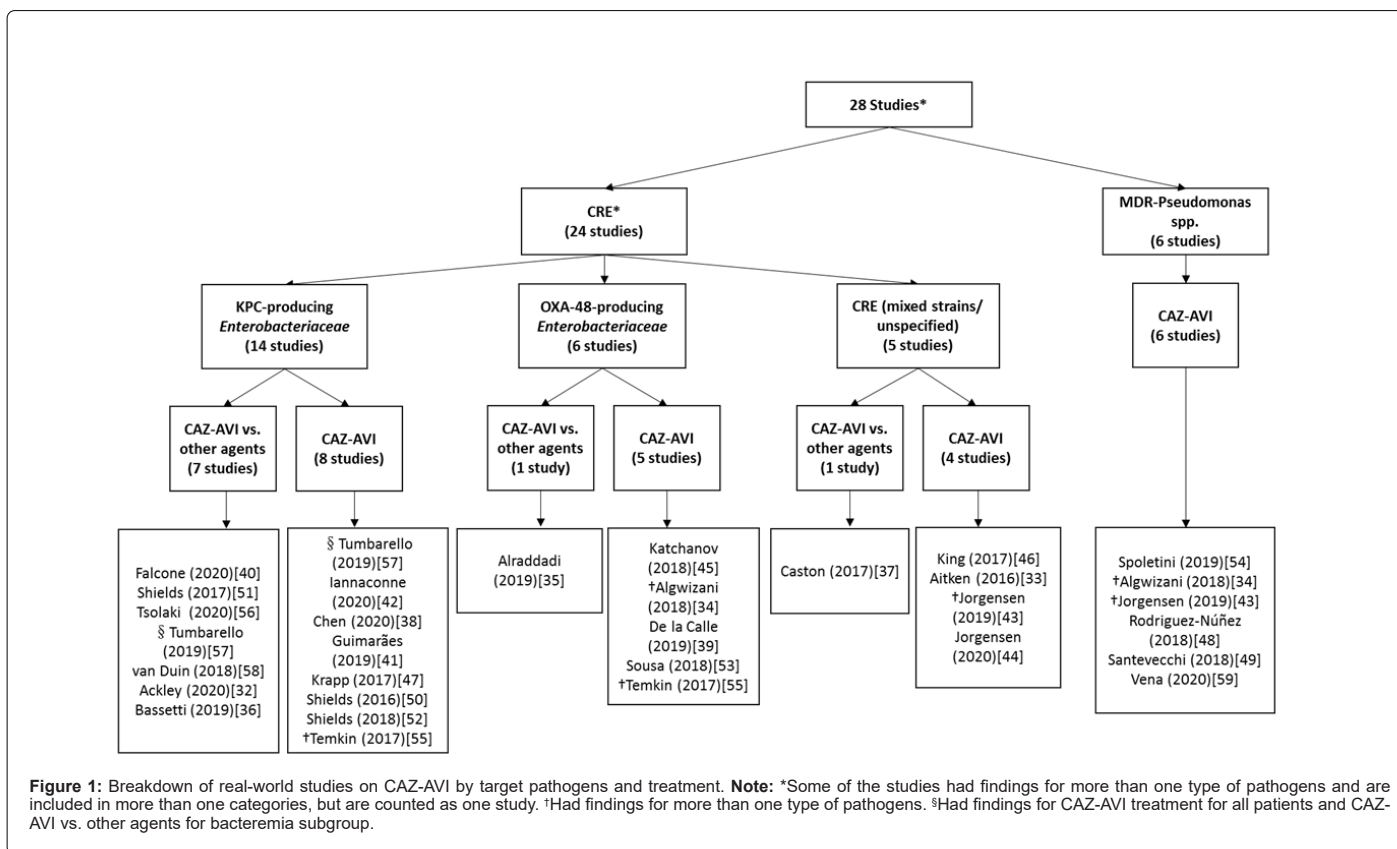 28 Studies*
CRE*
(24 studies)
MDR-Pseudomonas
spp.
(6 studies)
KPC-producing
Enterobacteriaceae
(14 studies)
OXA-48-producing
Enterobacteriaceae
(6 studies)
CRE (mixed strains/
unspecified)
(5 studies)
CAZ-AVI
(6 studies)
CAZ-AVI vs.
other agents
(7 studies)
CAZ-AVI
(8 studies)
CAZ-AVI vs.
other agents
(1 study)
CAZ-AVI
(5 studies)
CAZ-AVI vs.
other agents
(1 study)
CAZ-AVI
(4 studies)
Falcone (2020)[40]
Shields (2017)[51]
Tsolaki (2020)[56]
§ Tumbarello
(2019)[57]
van Duin (2018)[58]
Ackley (2020)[32]
Bassetti (2019)[36]
§ Tumbarello
(2019)[57]
Iannaconne
(2020)[42]
Chen (2020)[38]
Guimarães
(2019)[41]
Krapp (2017)[47]
Shields (2016)[50]
Shields (2018)[52]
†Temkin (2017)[55]
Alraddadi
(2019)[35]
Katchanov
(2018)[45]
†Algwizani
(2018)[34]
De la Calle
(2019)[39]
Sousa (2018)[53]
†Temkin (2017)[55]
Caston (2017)[37]
King (2017)[46]
Aitken (2016)[33]
†Jorgensen
(2019)[43]
Jorgensen
(2020)[44]
Spoletini (2019)[54]
†Algwizani (2018)[34]
†Jorgensen (2019)[43]
Rodriguez-Núñez
(2018)[48]
Santevecchi (2018)[49]
Vena (2020)[59]
Figure 1: Breakdown of real-world studies on CAZ-AVI by target pathogens and treatment. Note: *Some of the studies had findings for more than one type of pathogens and are
included in more than one categories, but are counted as one study. †Had findings for more than one type of pathogens. §Had findings for CAZ-AVI treatment for all patients and CAZ-
AVI vs. other agents for bacteremia subgroup.